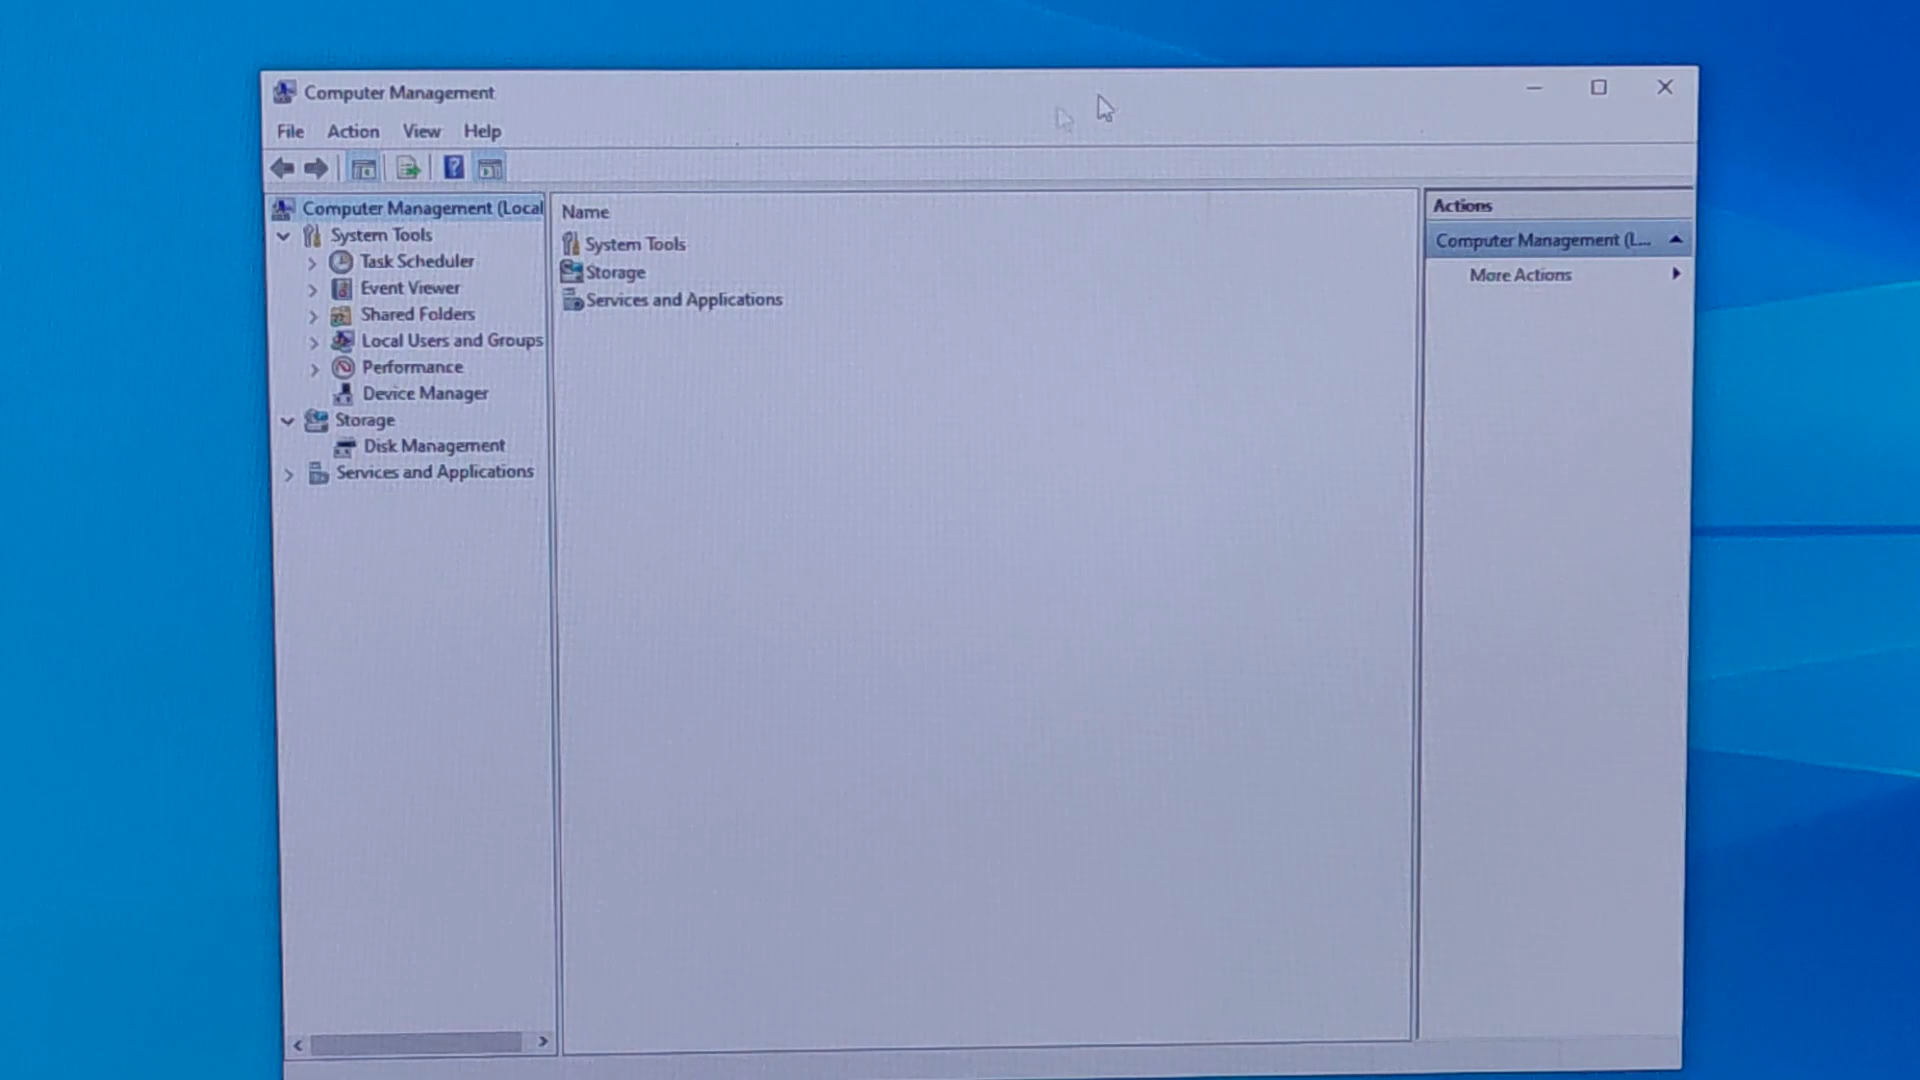 Computer Management
File Action View Help
Computer Management (Local
System Tools
Task Scheduler
Event Viewer
Shared Folders
Local Users and Groups
Performance
Device Manager
Storage
Disk Management
Services and Applications
Name
System Tools
Storage
Services and Applications
Actions
Computer Management (L...
More Actions